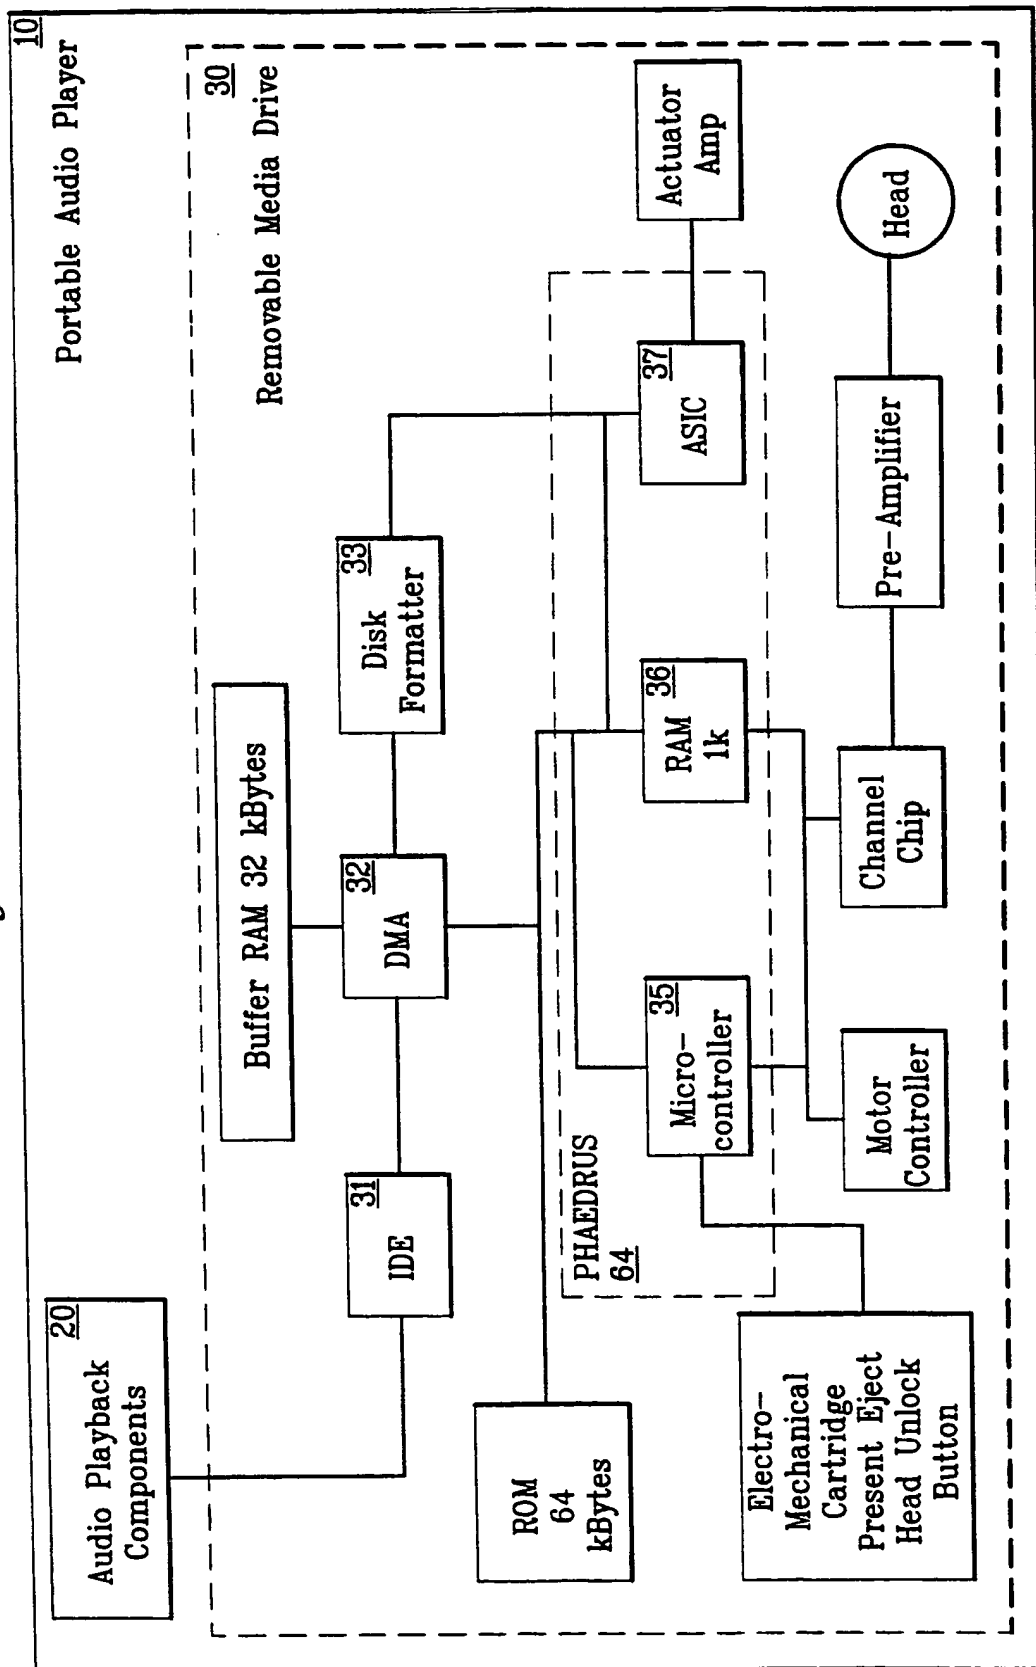 10
Portable Audio Player
20
Audio Playback
Components
30
Removable Media Drive
Buffer RAM 32 kBytes
31
IDE
32
DMA
33
Disk
Formatter
ROM
64
kBytes
PHAEDRUS
64
35
Micro-
controller
36
RAM
1k
37
ASIC
Actuator
Amp
Electro-
Mechanical
Cartridge
Present Eject
Head Unlock
Button
Motor
Controller
Channel
Chip
Pre-Amplifier
Head